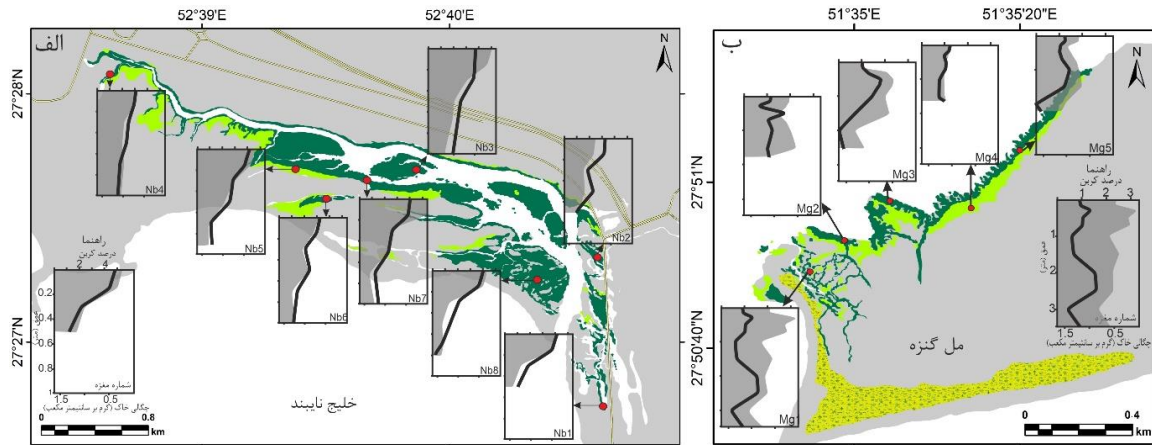 52°39'E
52°40'E
الف
N
27°28'N
27°27'N
Nb3
Nb4
Nb2
Nb5
Nb6
Nb7
Nb8
Nb1
راهنما
درصد کربن
2 4
0.2
0.4
0.6
0.8
1
عمق (متر)
شماره مغزه
1.5 0.5
چگالی خاک (گرم بر سانتیمتر مکعب)
0 0.4 0.8
km
خلیج نایبند
51°35'E
51°35'20"E
ب
N
27°51'N
27°50'40"N
Mg5
Mg4
Mg3
Mg2
Mg1
راهنما
درصد کربن
1 2 3
1
2
3
عمق (متر)
شماره مغزه
1.5 0.5
چگالی خاک (گرم بر سانتیمتر مکعب)
مل گنزه
0 0.4
km